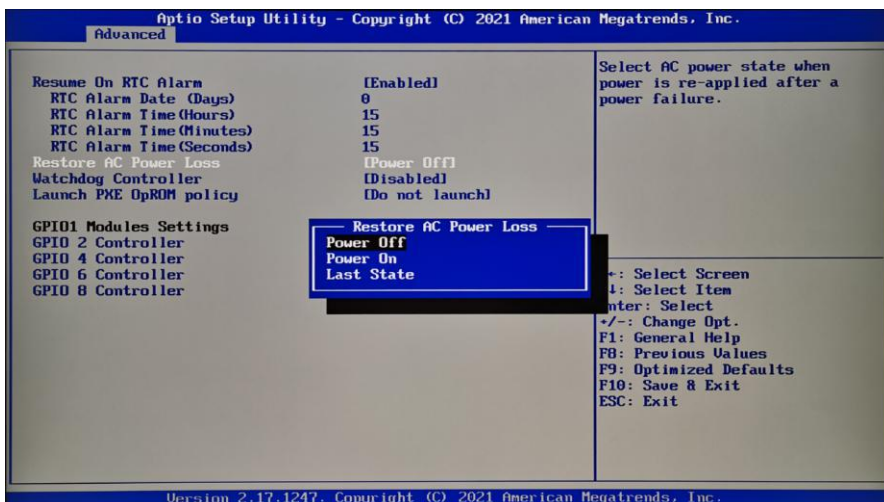 Aptio Setup Utility - Copyright (C) 2021 American Megatrends, Inc.
Advanced
Resume On RTC Alarm [Enabled]
RTC Alarm Date (Days) 0
RTC Alarm Time(Hours) 15
RTC Alarm Time(Minutes) 15
RTC Alarm Time(Seconds) 15
Restore AC Power Loss [Power Off]
Watchdog Controller [Disabled]
Launch PXE OpROM policy [Do not launch]
GPIO1 Modules Settings
GPIO 2 Controller
GPIO 4 Controller
GPIO 6 Controller
GPIO 8 Controller
Restore AC Power Loss
Power Off
Power On
Last State
Select AC power state when
power is re-applied after a
power failure.
: Select Screen
: Select Item
nter: Select
+/-: Change Opt.
F1: General Help
F8: Previous Values
F9: Optimized Defaults
F10: Save & Exit
ESC: Exit
Version 2.17.1247. Copyright (C) 2021 American Megatrends, Inc.